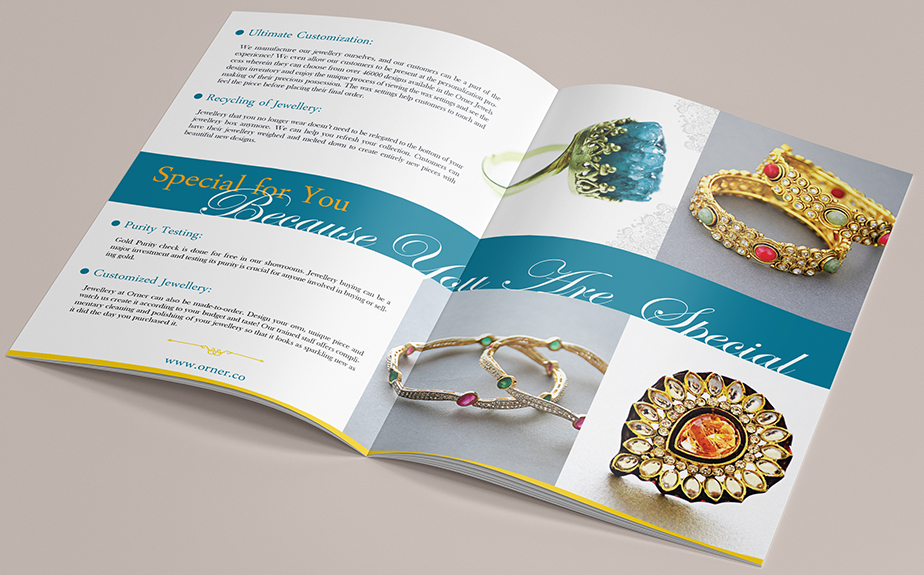 Ultimate Customization:
We manufacture our jewellery ourselves, and our customers can be a part of the
experience! We even allow our customers to be present at the personalization pro-
cess wherein they can choose from over 46000 designs available in the Orner Jewels
design inventory and enjoy the unique process of viewing the wax settings and see the
making of their precious possession. The wax settings help customers to touch and
feel the piece before placing their final order.
Recycling of Jewellery:
Jewellery that you no longer wear doesn't need to be relegated to the bottom of your
jewellery box anymore. We can help you refresh your collection. Customers can
have their jewellery weighed and melted down to create entirely new pieces with
beautiful new designs.
Special for You
Because You Are Special
Purity Testing:
Gold Purity check is done for free in our showrooms. Jewellery buying can be a
major investment and testing its purity is crucial for anyone involved in buying or sell-
ing gold.
Customized Jewellery:
Jewellery at Orner can also be made-to-order. Design your own, unique piece and
watch us create it according to your budget and taste! Our trained staff offers compli-
mentary cleaning and polishing of your jewellery so that it looks as sparkling new as
it did the day you purchased it.
www.orner.co